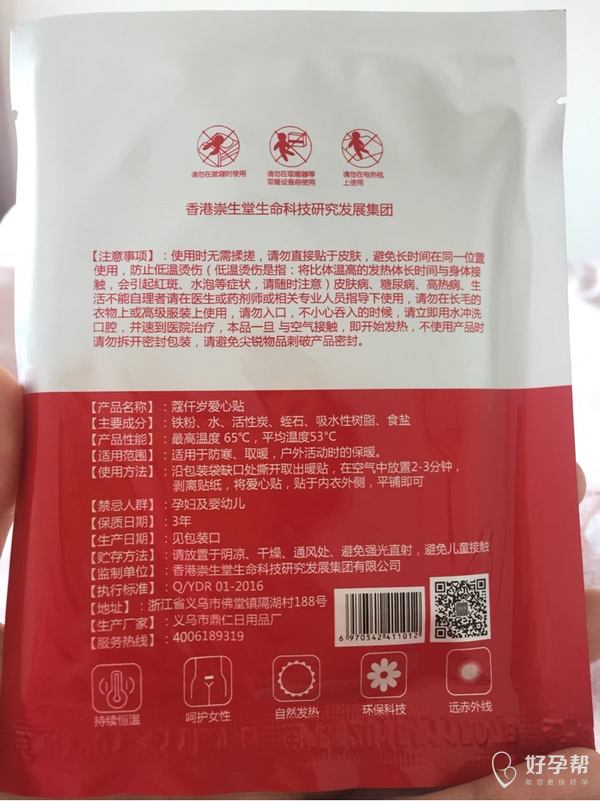 请勿在就寝时使用
请勿在取暖器等
取暖设备前使用
请勿在电热毯
上使用
香港崇生堂生命科技研究发展集团
【注意事项】:使用时无需揉搓,请勿直接贴于皮肤,避免长时间在同一位置
使用,防止低温烫伤(低温烫伤是指:将比体温高的发热体长时间与身体接
触,会引起红斑、水泡等症状,请随时注意)皮肤病、糖尿病、高热病、生
活不能自理者请在医生或药剂师或相关专业人员指导下使用,请勿在长毛的
衣物上或高级服装上使用,请勿入口,不小心吞入的时候,请立即用水冲洗
口腔,并速到医院治疗,本品一旦 与空气接触,即开始发热,不使用产品时
请勿拆开密封包装,请避免尖锐物品刺破产品密封。
【产品名称】:蔻仟岁爱心贴
【主要成分】:铁粉、水、活性炭、蛭石、吸水性树脂、食盐
【产品性能】:最高温度 65℃,平均温度53℃
【适用范围】:适用于防寒、取暖,户外活动时的保暖。
【使用方法】:沿包装袋缺口处撕开取出暖贴,在空气中放置2-3分钟,
剥离贴纸,将爱心贴,贴于内衣外侧,平铺即可
【禁忌人群】:孕妇及婴幼儿
【保质日期】:3年
【生产日期】:见包装口
【贮存方法】:请放置于阴凉、干燥、通风处、避免强光直射,避免儿童接触
【监制单位】:香港崇生堂生命科技研究发展集团有限公司
【执行标准】:Q/YDR 01-2016
【地址】:浙江省义乌市佛堂镇隔湖村188号
【生产厂家】:义乌市鼎仁日用品厂
【服务热线】:4006189319
6 970542 411012
持续恒温
呵护女性
自然发热
环保科技
远赤外线
好孕帮
助您更快好孕